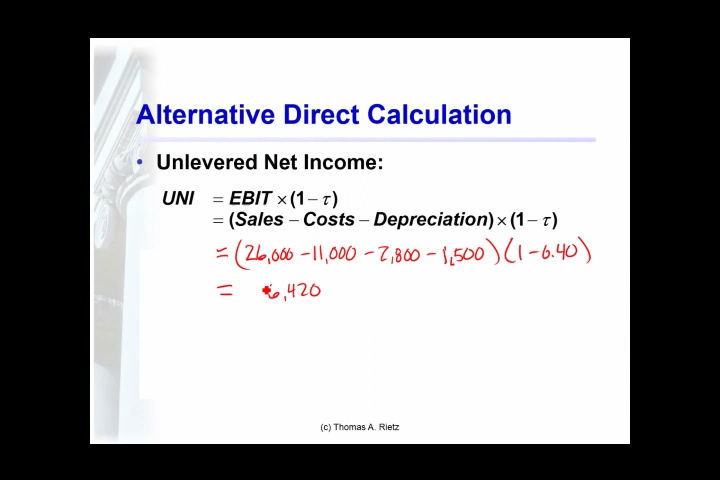 Alternative Direct Calculation
• Unlevered Net Income:
UNI = EBIT × (1 – τ)
= (Sales – Costs – Depreciation) × (1 – τ)
= (26,000 – 11,000 – 2,800 – 1,500)(1 – 0.40)
= 6,420
(c) Thomas A. Rietz